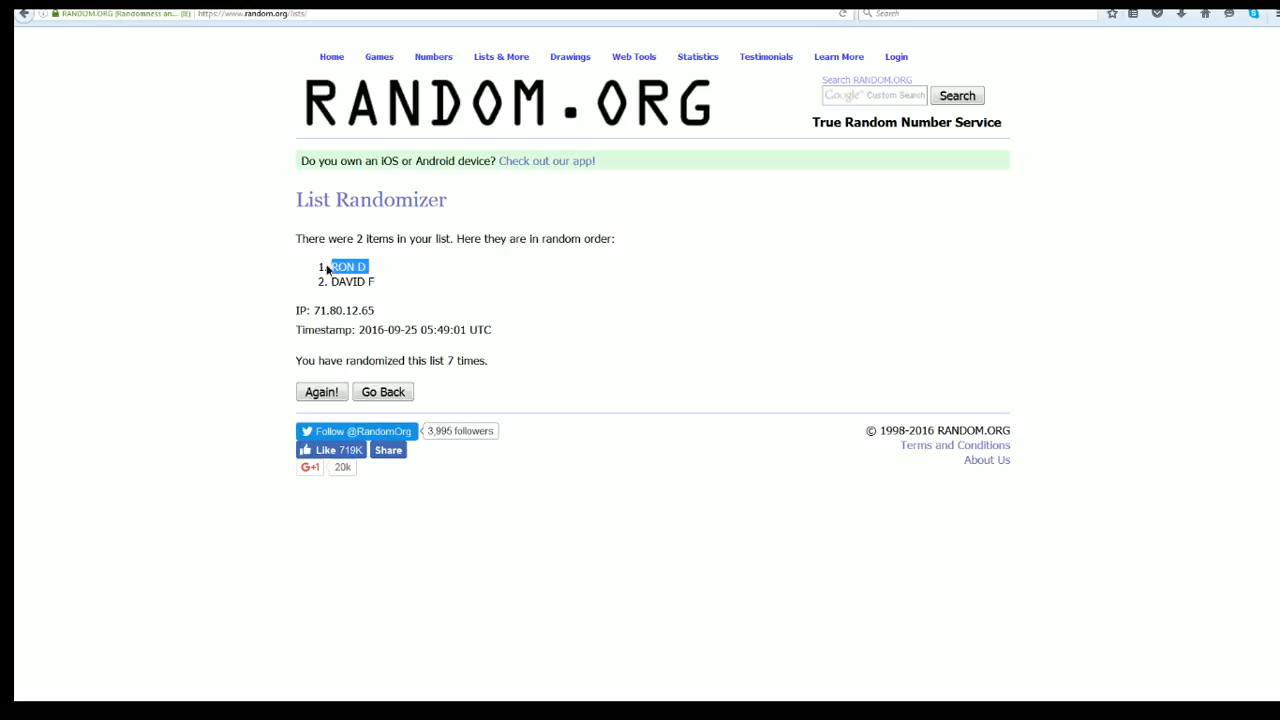 RANDOM.ORG (Randomness an... (IE) https://www.random.org/lists/ Search
Home Games Numbers Lists & More Drawings Web Tools Statistics Testimonials Learn More Login
RANDOM.ORG
Search RANDOM.ORG
Google™ Custom Search Search
True Random Number Service
Do you own an iOS or Android device? Check out our app!
List Randomizer
There were 2 items in your list. Here they are in random order:
1. RON D
2. DAVID F
IP: 71.80.12.65
Timestamp: 2016-09-25 05:49:01 UTC
You have randomized this list 7 times.
Again! Go Back
Follow @RandomOrg 3,995 followers
Like 719K Share
G+1 20k
© 1998-2016 RANDOM.ORG
Terms and Conditions
About Us